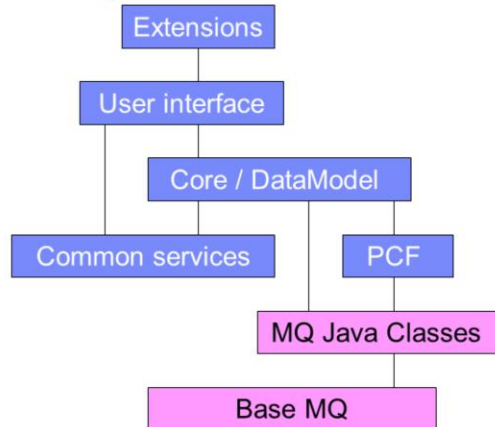 Extensions
User interface
Core / DataModel
Common services
PCF
MQ Java Classes
Base MQ